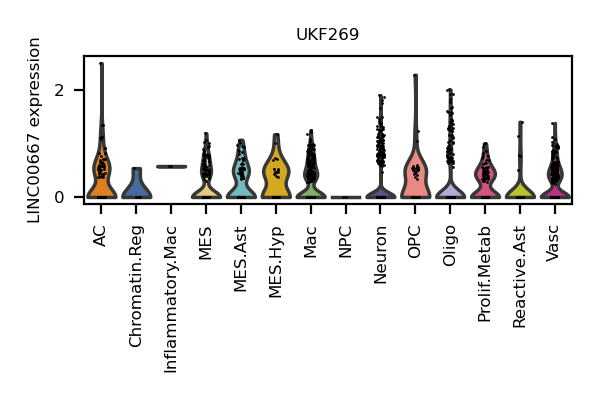 UKF269
LINC00667 expression
2
0
AC
Chromatin.Reg
Inflammatory.Mac
MES
MES.Ast
MES.Hyp
Mac
NPC
Neuron
OPC
Oligo
Prolif.Metab
Reactive.Ast
Vasc